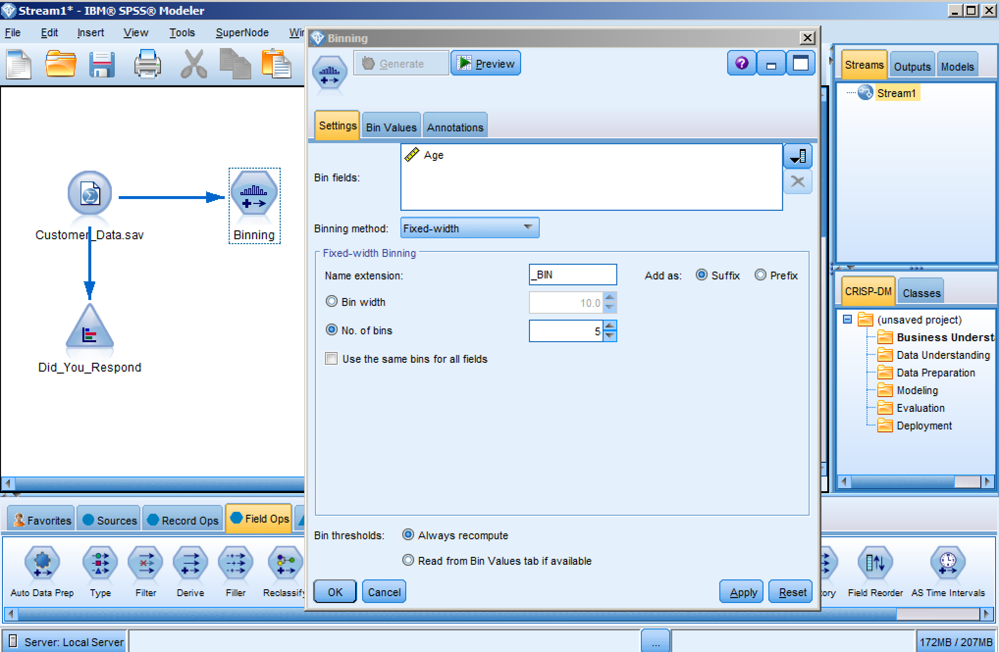 Stream1* - IBM® SPSS® Modeler
File Edit Insert View Tools SuperNode
Binning
Generate Preview
Settings Bin Values Annotations
Bin fields:
Age
Binning method: Fixed-width
Fixed-width Binning
Name extension: _BIN Add as: Suffix Prefix
Bin width 10.0
No. of bins 5
Use the same bins for all fields
Bin thresholds: Always recompute
Read from Bin Values tab if available
OK Cancel Apply Reset
Customer_Data.sav
Binning
Did_You_Respond
Streams Outputs Models
Stream1
CRISP-DM Classes
(unsaved project)
Business Underst
Data Understanding
Data Preparation
Modeling
Evaluation
Deployment
Favorites Sources Record Ops Field Ops
Auto Data Prep Type Filter Derive Filler Reclassify Field Reorder AS Time Intervals
Server: Local Server ... 172MB / 207MB